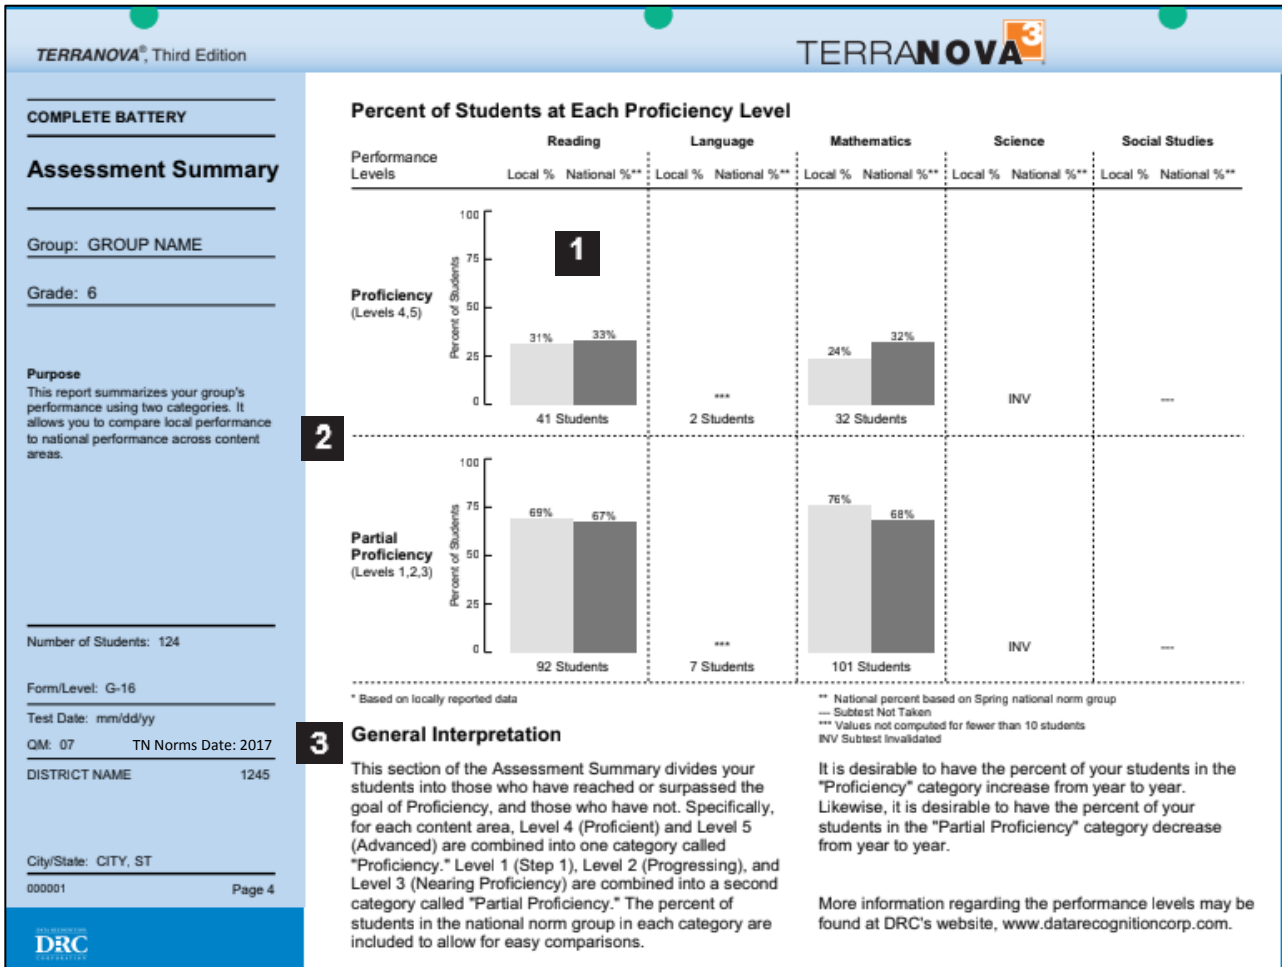 TERRANOVA®, Third Edition
TERRANOVA 3
COMPLETE BATTERY
Assessment Summary
Group: GROUP NAME
Grade: 6
Purpose
This report summarizes your group's
performance using two categories. It
allows you to compare local performance
to national performance across content
areas.
Number of Students: 124
Form/Level: G-16
Test Date: mm/dd/yy
QM: 07 TN Norms Date: 2017
DISTRICT NAME 1245
City/State: CITY, ST
000001 Page 4
DATA RECOGNITION
DRC
CORPORATION
Percent of Students at Each Proficiency Level
Reading Language Mathematics Science Social Studies
Performance
Levels
Local % National %** Local % National %** Local % National %** Local % National %** Local % National %**
1
Proficiency
(Levels 4,5)
Percent of Students
100
75
50
25
0
31% 33% 24% 32%
*** INV ---
41 Students 2 Students 32 Students
2
Partial
Proficiency
(Levels 1,2,3)
Percent of Students
100
75
50
25
0
69% 67% 76% 68%
*** INV ---
92 Students 7 Students 101 Students
* Based on locally reported data
** National percent based on Spring national norm group
--- Subtest Not Taken
*** Values not computed for fewer than 10 students
INV Subtest Invalidated
3
General Interpretation
This section of the Assessment Summary divides your
students into those who have reached or surpassed the
goal of Proficiency, and those who have not. Specifically,
for each content area, Level 4 (Proficient) and Level 5
(Advanced) are combined into one category called
"Proficiency." Level 1 (Step 1), Level 2 (Progressing), and
Level 3 (Nearing Proficiency) are combined into a second
category called "Partial Proficiency." The percent of
students in the national norm group in each category are
included to allow for easy comparisons.
It is desirable to have the percent of your students in the
"Proficiency" category increase from year to year.
Likewise, it is desirable to have the percent of your
students in the "Partial Proficiency" category decrease
from year to year.
More information regarding the performance levels may be
found at DRC's website, www.datarecognitioncorp.com.